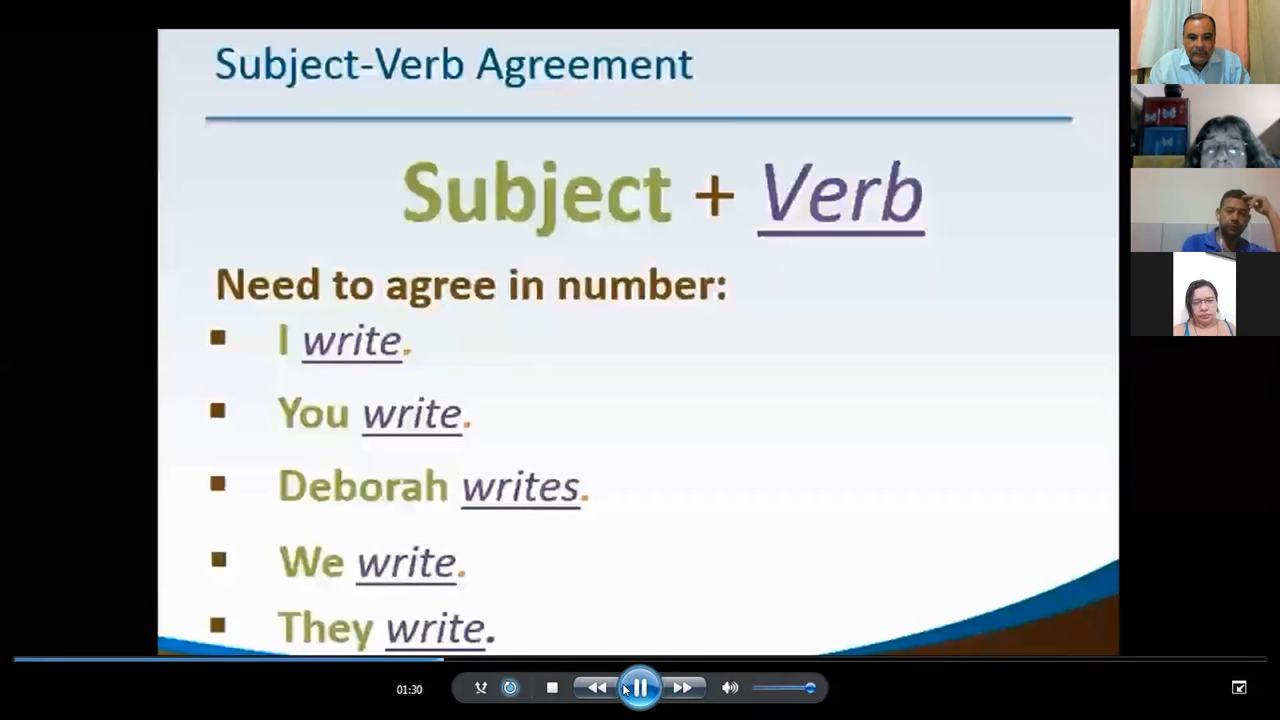 Subject-Verb Agreement
Subject + Verb
Need to agree in number:
I write.
You write.
Deborah writes.
We write.
They write.
01:30